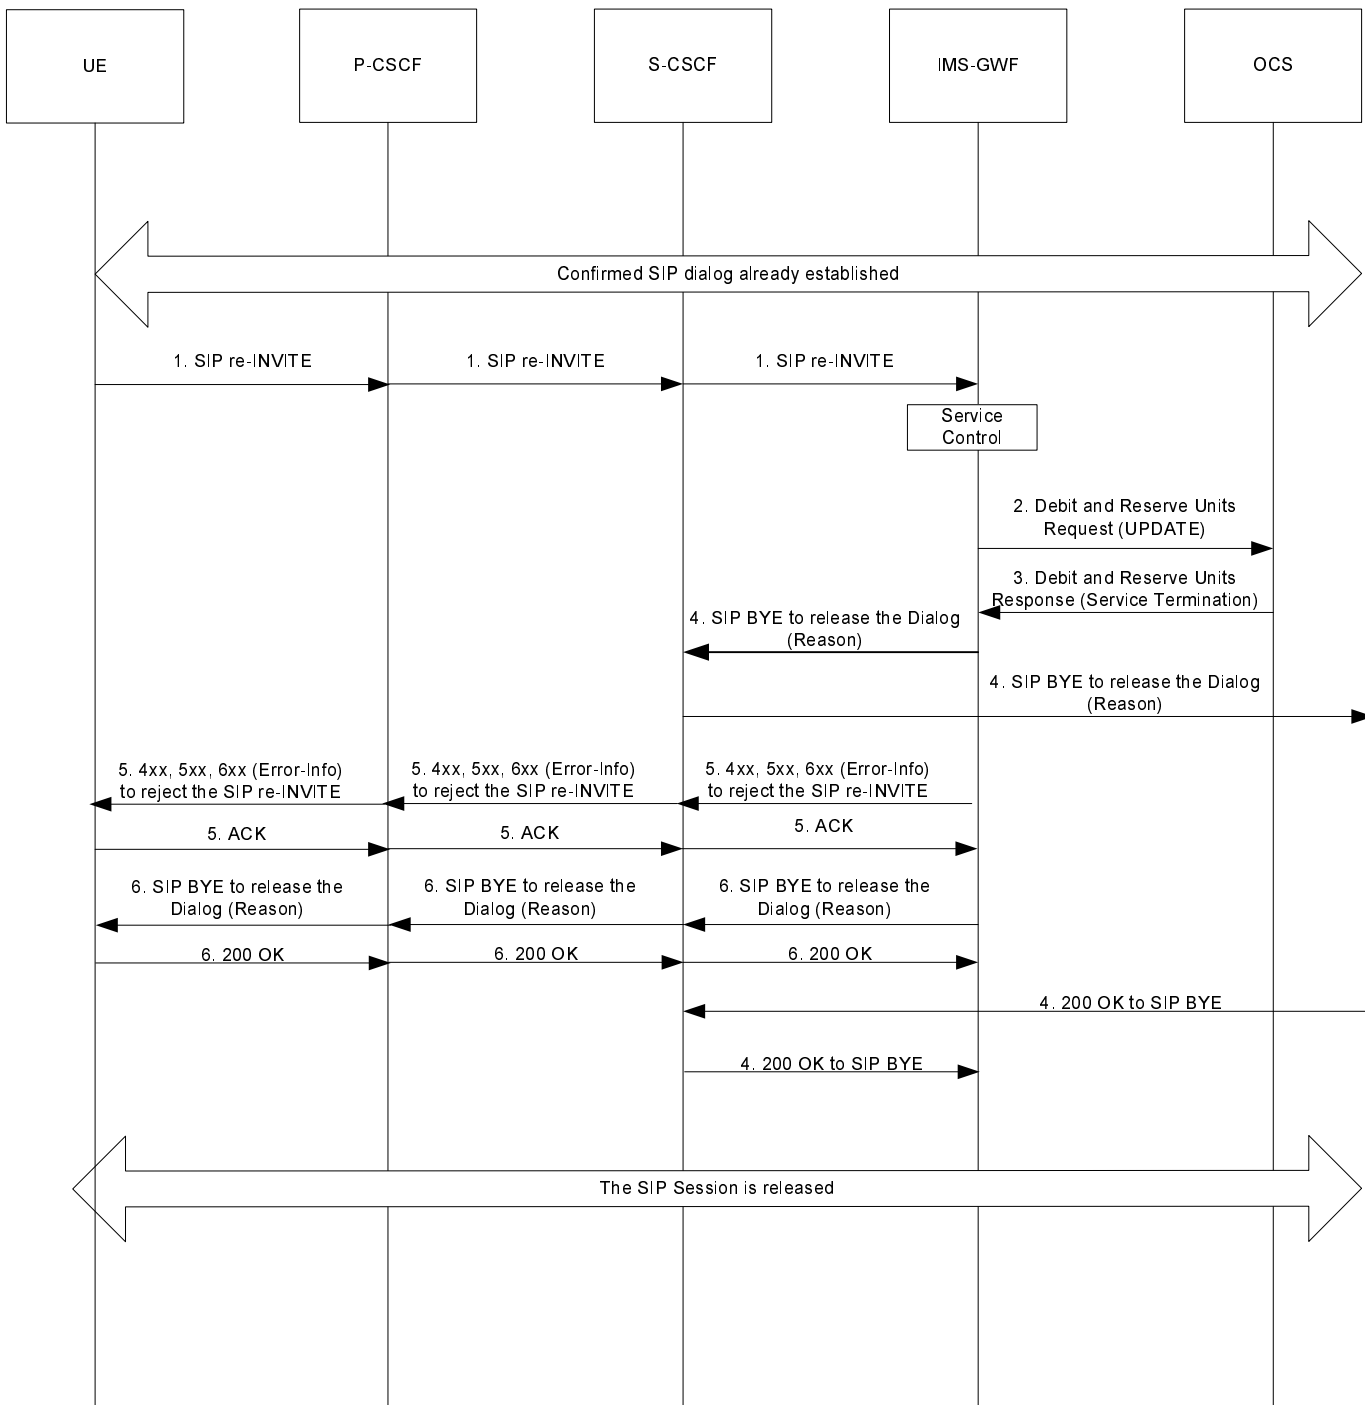 UE
P-CSCF
S-CSCF
IMS-GWF
OCS
Confirmed SIP dialog already established
1. SIP re-INVITE
1. SIP re-INVITE
1. SIP re-INVITE
Service
Control
2. Debit and Reserve Units
Request (UPDATE)
3. Debit and Reserve Units
Response (Service Termination)
4. SIP BYE to release the Dialog
(Reason)
4. SIP BYE to release the Dialog
(Reason)
5. 4xx, 5xx, 6xx (Error-Info)
to reject the SIP re-INVITE
5. 4xx, 5xx, 6xx (Error-Info)
to reject the SIP re-INVITE
5. 4xx, 5xx, 6xx (Error-Info)
to reject the SIP re-INVITE
5. ACK
5. ACK
5. ACK
6. SIP BYE to release the
Dialog (Reason)
6. SIP BYE to release the
Dialog (Reason)
6. SIP BYE to release the
Dialog (Reason)
6. 200 OK
6. 200 OK
6. 200 OK
4. 200 OK to SIP BYE
4. 200 OK to SIP BYE
The SIP Session is released